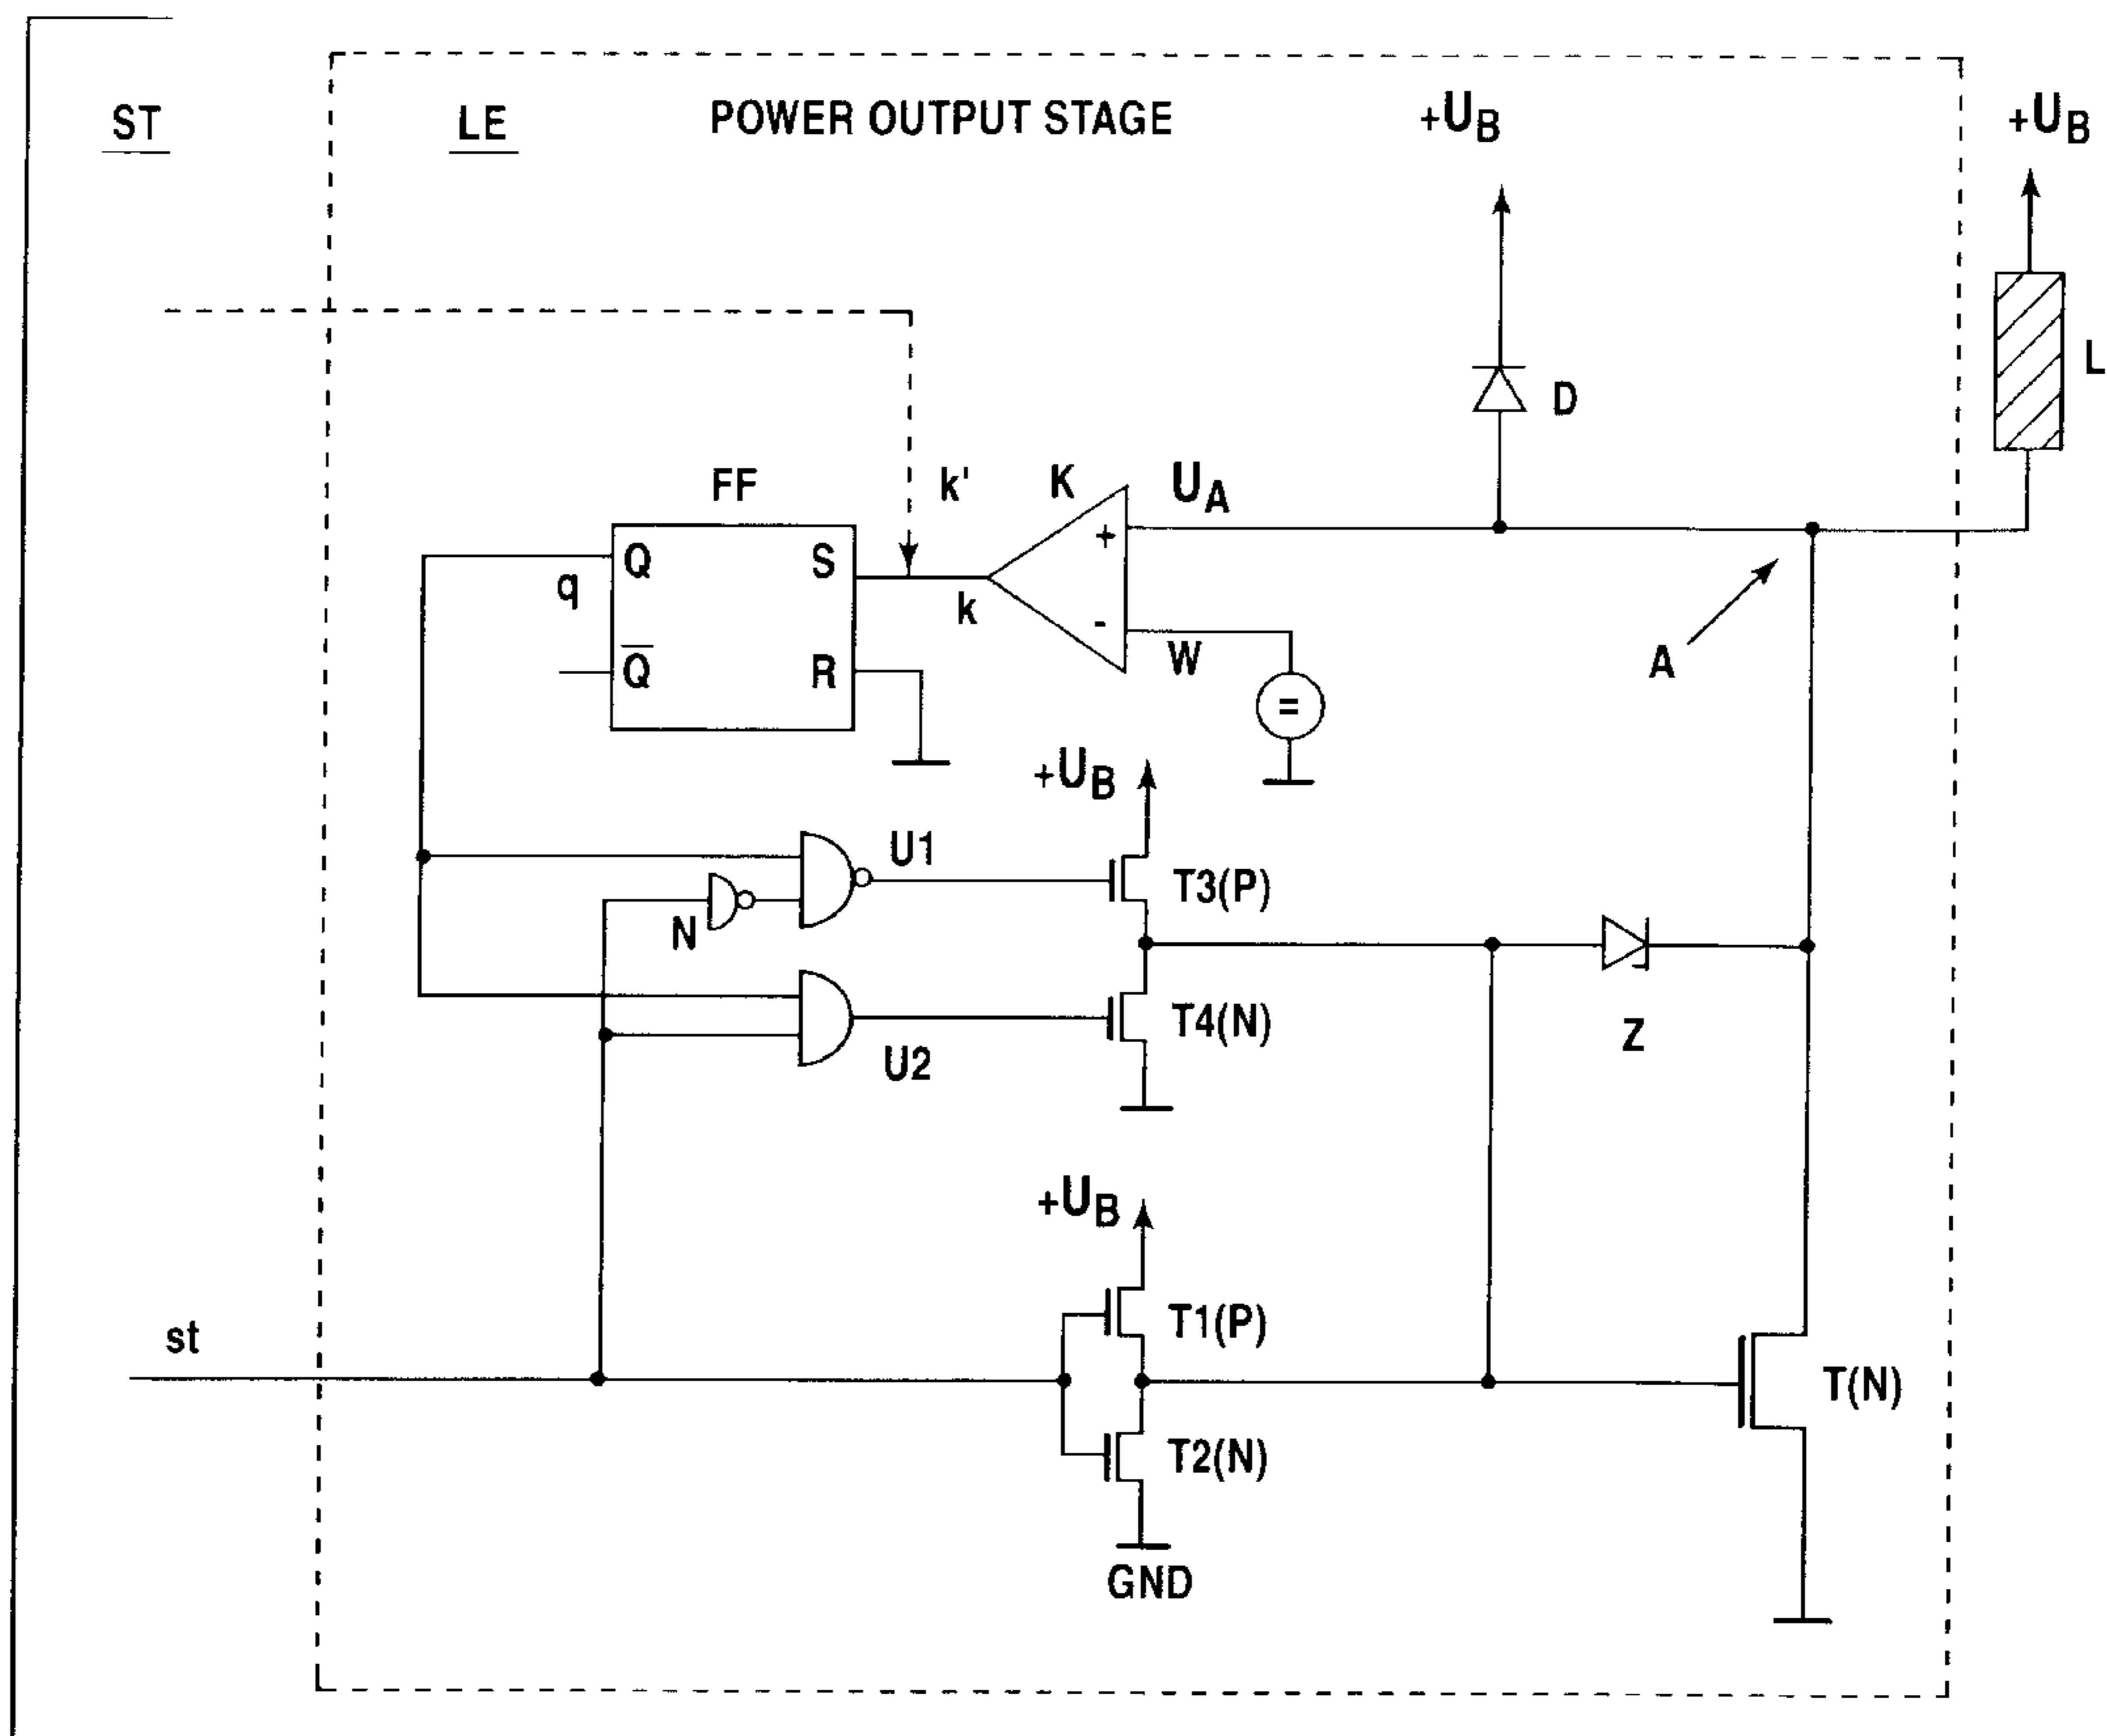 ST
LE
POWER OUTPUT STAGE
+UB
+UB
L
D
FF
k'
K
UA
Q
S
+
q
k
-
Q̅
R
W
=
A
+UB
U1
T3(P)
N
T4(N)
U2
Z
+UB
st
T1(P)
T(N)
T2(N)
GND